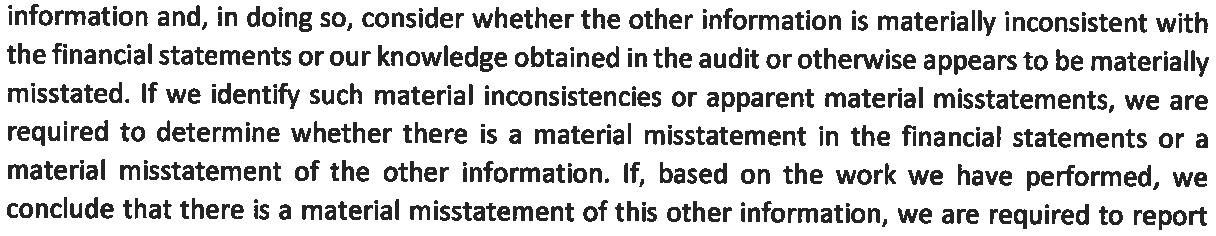 information and, in doing so, consider whether the other information is materially inconsistent with
the financial statements or our knowledge obtained in the audit or otherwise appears to be materially
misstated. If we identify such material inconsistencies or apparent material misstatements, we are
required to determine whether there is a material misstatement in the financial statements or a
material misstatement of the other information. If, based on the work we have performed, we
conclude that there is a material misstatement of this other information, we are required to report